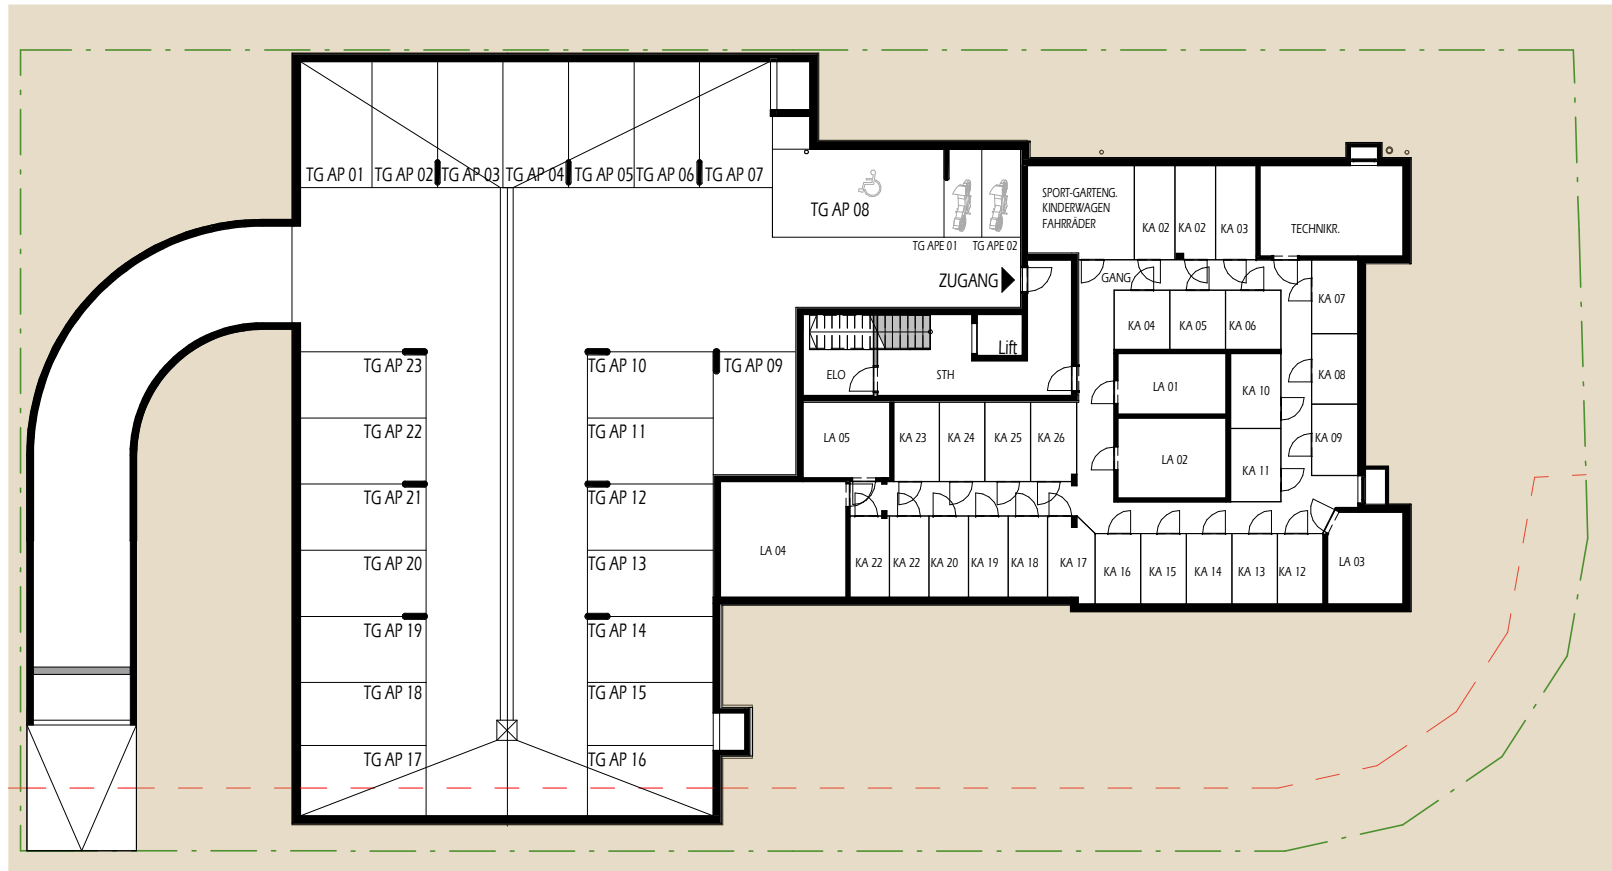 TG AP 01
TG AP 02
TG AP 03
TG AP 04
TG AP 05
TG AP 06
TG AP 07
TG AP 08
TG APE 01
TG APE 02
SPORT-GARTENG.
KINDERWAGEN
FAHRRÄDER
KA 02
KA 02
KA 03
TECHNIKR.
ZUGANG
GANG
KA 07
KA 04
KA 05
KA 06
Lift
TG AP 23
TG AP 10
TG AP 09
ELO
STH
LA 01
KA 10
KA 08
TG AP 22
TG AP 11
LA 05
KA 23
KA 24
KA 25
KA 26
KA 09
LA 02
KA 11
TG AP 21
TG AP 12
LA 04
TG AP 20
TG AP 13
KA 22
KA 22
KA 20
KA 19
KA 18
KA 17
KA 16
KA 15
KA 14
KA 13
KA 12
LA 03
TG AP 19
TG AP 14
TG AP 18
TG AP 15
TG AP 17
TG AP 16